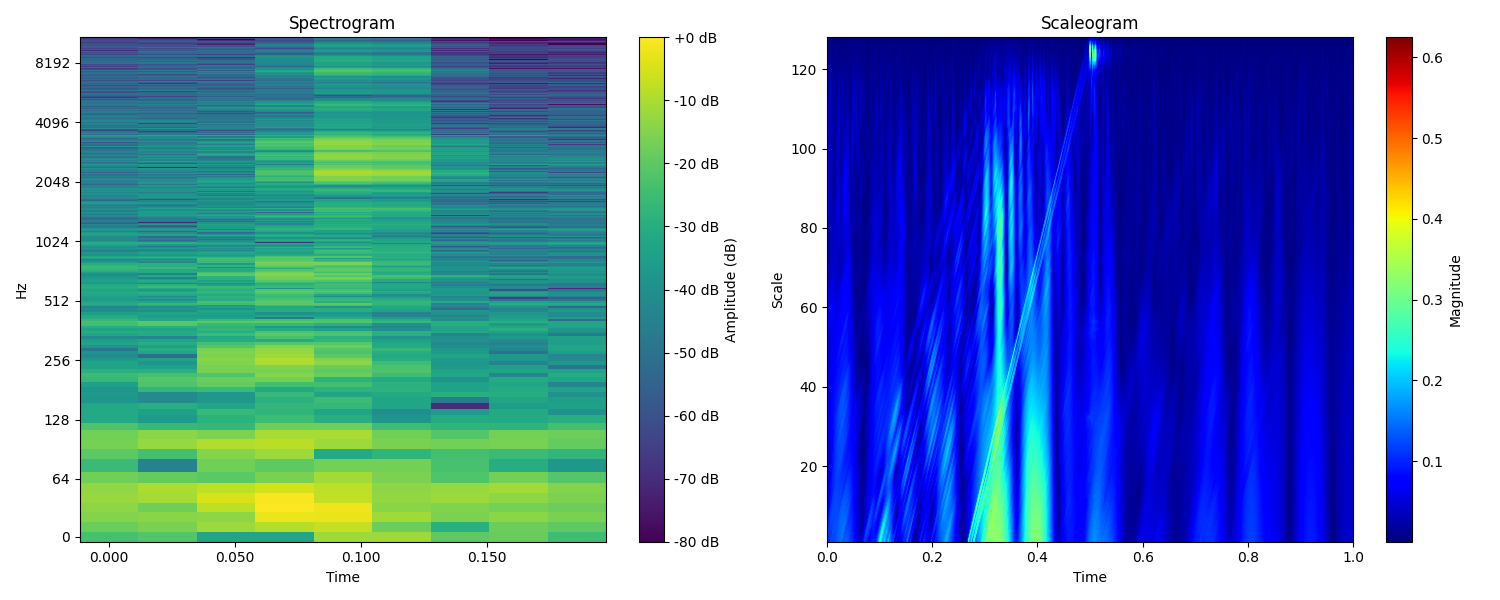 Spectrogram
8192
4096
2048
1024
512
256
128
64
0
Hz
0.000
0.050
0.100
0.150
Time
+0 dB
-10 dB
-20 dB
-30 dB
-40 dB
-50 dB
-60 dB
-70 dB
-80 dB
Amplitude (dB)
Scaleogram
120
100
80
60
40
20
Scale
0.0
0.2
0.4
0.6
0.8
1.0
Time
0.6
0.5
0.4
0.3
0.2
0.1
Magnitude